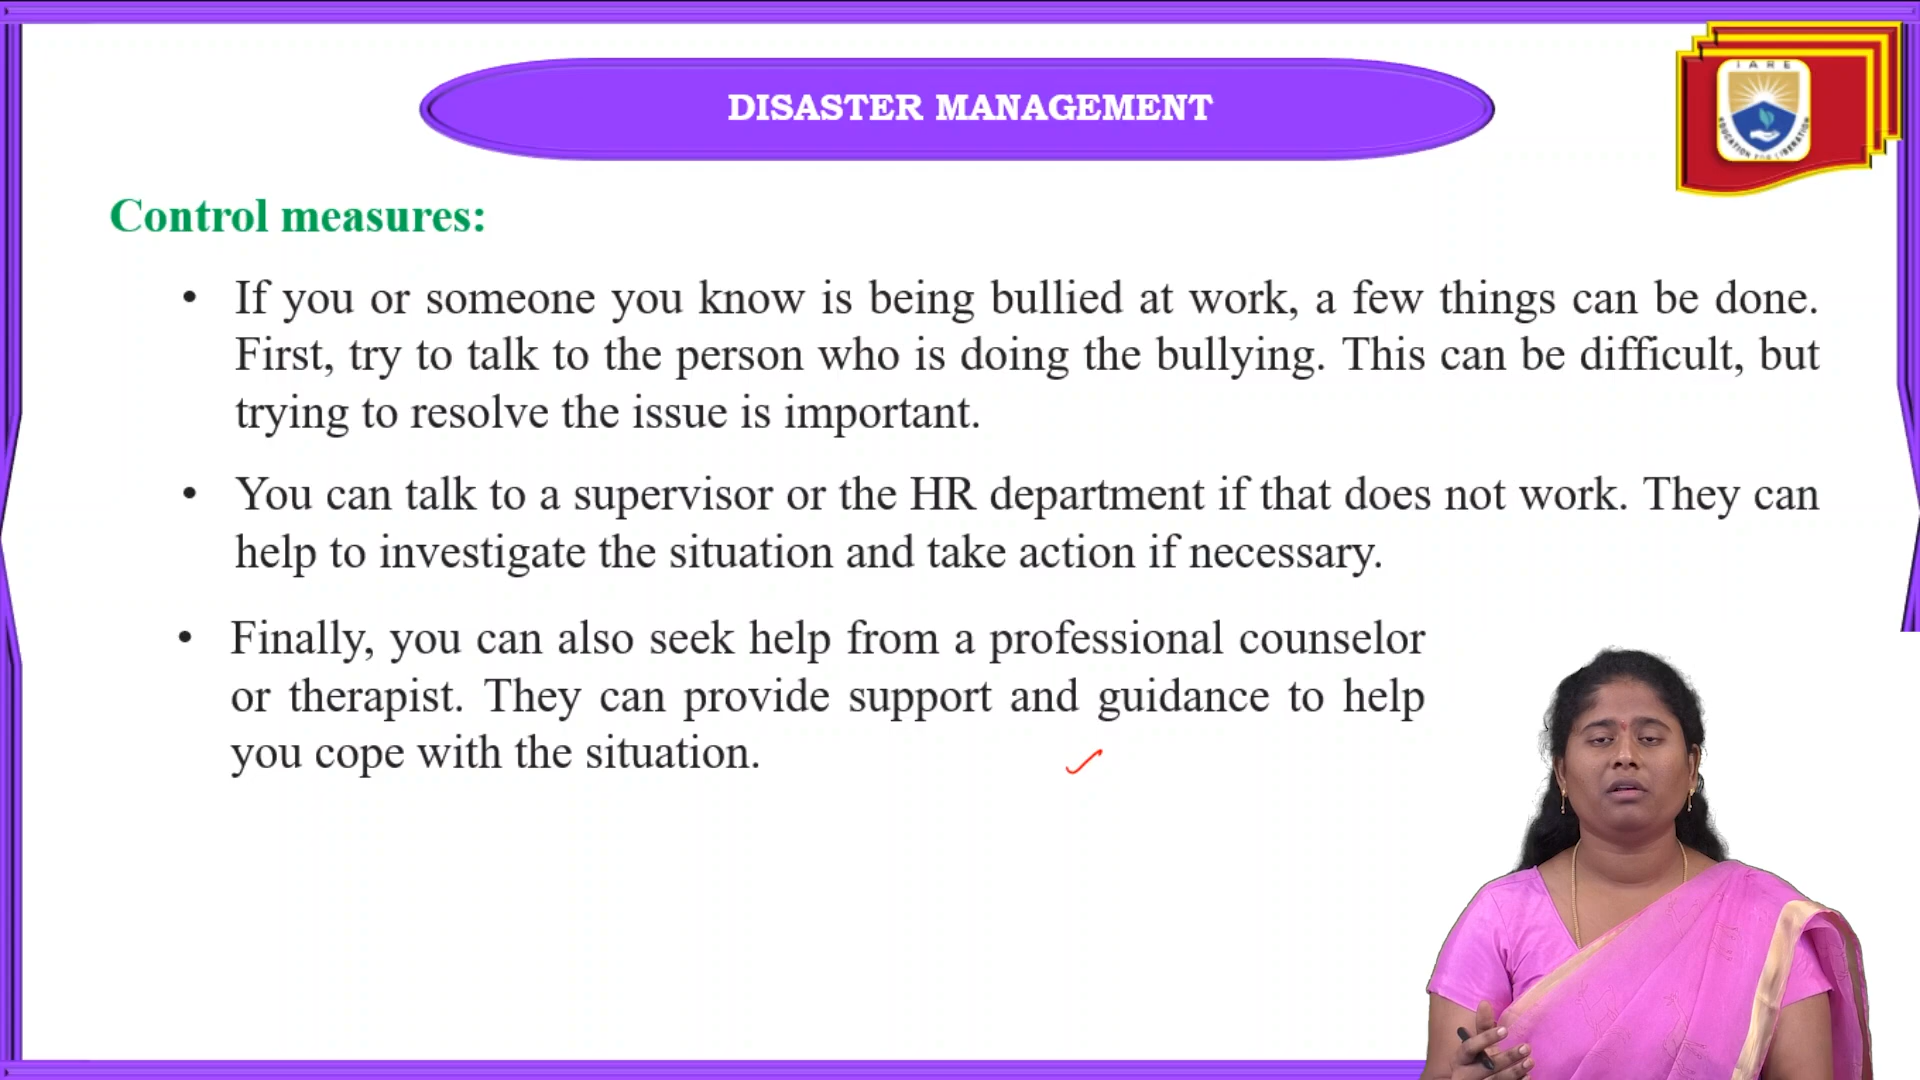 IARE
EDUCATION FOR LIBERATION
DISASTER MANAGEMENT
Control measures:
• If you or someone you know is being bullied at work, a few things can be done.
First, try to talk to the person who is doing the bullying. This can be difficult, but
trying to resolve the issue is important.
• You can talk to a supervisor or the HR department if that does not work. They can
help to investigate the situation and take action if necessary.
• Finally, you can also seek help from a professional counselor
or therapist. They can provide support and guidance to help
you cope with the situation.